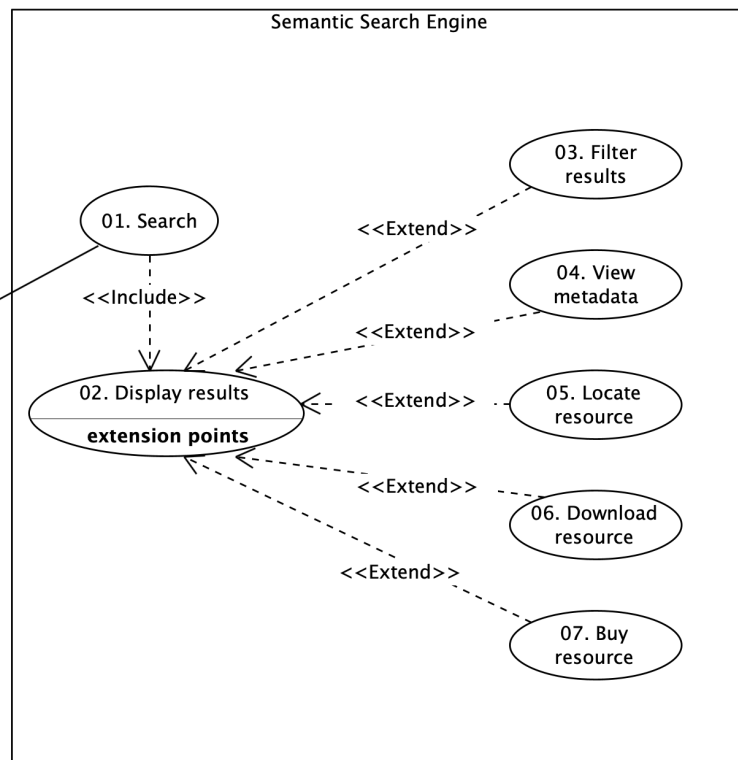 Semantic Search Engine
03. Filter
results
01. Search
<<Extend>>
04. View
metadata
<<Include>>
<<Extend>>
02. Display results
05. Locate
resource
<<Extend>>
extension points
<<Extend>>
06. Download
resource
<<Extend>>
07. Buy
resource